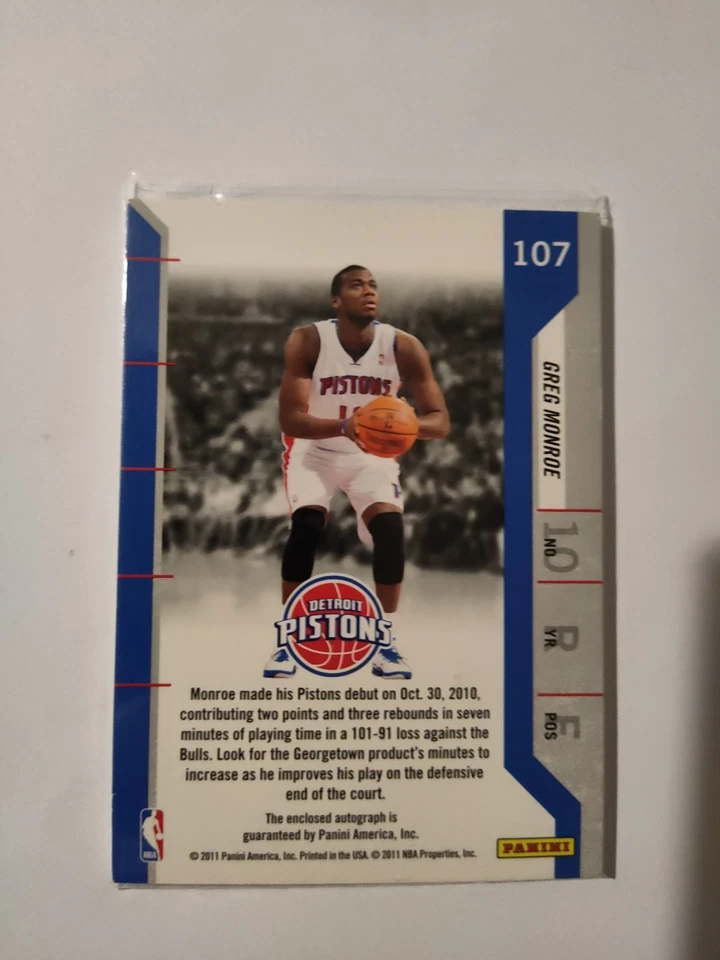 107
GREG MONROE
10
NO
R
YR
F
POS
PISTONS
DETROIT
PISTONS
Monroe made his Pistons debut on Oct. 30, 2010,
contributing two points and three rebounds in seven
minutes of playing time in a 101-91 loss against the
Bulls. Look for the Georgetown product's minutes to
increase as he improves his play on the defensive
end of the court.
The enclosed autograph is
guaranteed by Panini America, Inc.
© 2011 Panini America, Inc. Printed in the USA. © 2011 NBA Properties, Inc.
NBA
PANINI